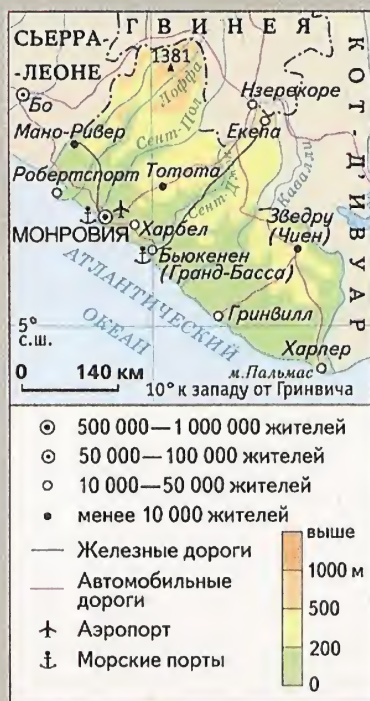 ГВИНЕЯ
СЬЕРРА-
-ЛЕОНЕ
1381
Лоффа
КОТ-Д'ИВУАР
Бо
Нзерекоре
Сент-Пол
Мано-Ривер
Екепа
Робертспорт
Тотота
Кавалли
Зведру
(Чиен)
МОНРОВИЯ
Харбел
Бьюкенен
(Гранд-Басса)
АТЛАНТИЧЕСКИЙ
ОКЕАН
Гринвилл
5°
с.ш.
Харпер
м.Пальмас
0 140 км
10° к западу от Гринвича
500 000—1 000 000 жителей
50 000—100 000 жителей
10 000—50 000 жителей
менее 10 000 жителей
Железные дороги
Автомобильные
дороги
Аэропорт
Морские порты
выше
1000 м
500
200
0